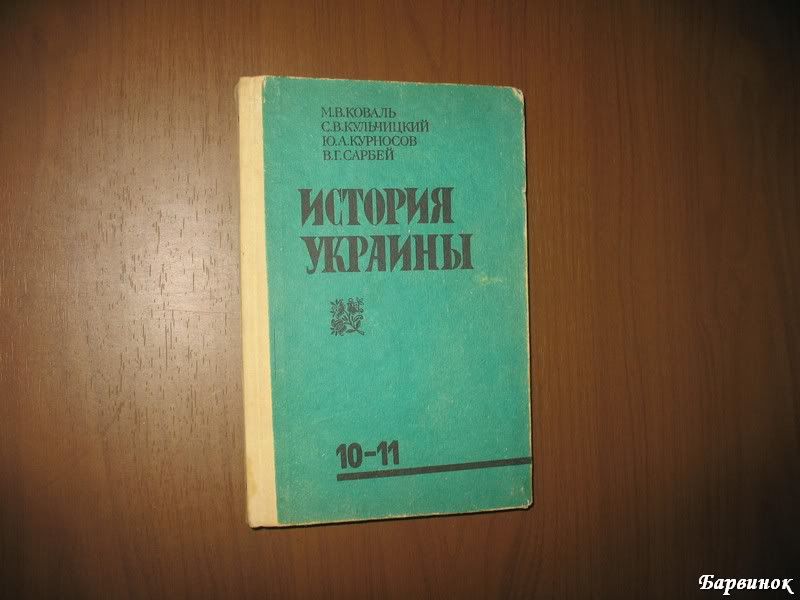 М.В.КОВАЛЬ
С.В.КУЛЬЧИЦКИЙ
Ю.А.КУРНОСОВ
В.Г.САРБЕЙ
ИСТОРИЯ
УКРАИНЫ
10-11
Барвинок